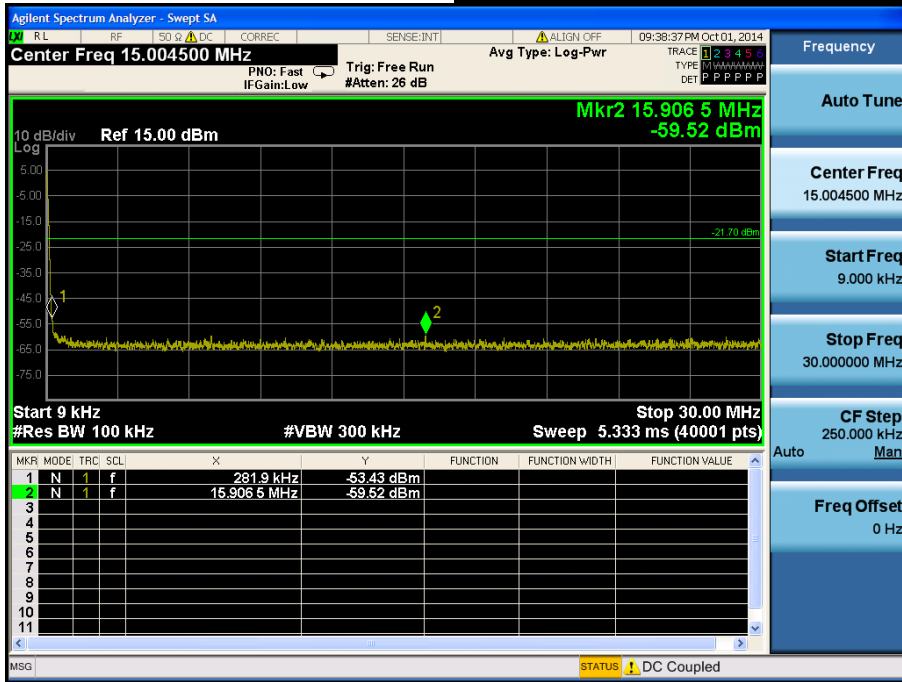 Agilent Spectrum Analyzer - Swept SA
LXI RL RF 50 Ω DC CORREC SENSE:INT ALIGN OFF 09:38:37 PM Oct 01, 2014
Center Freq 15.004500 MHz
PNO: Fast
IFGain:Low
Trig: Free Run
#Atten: 26 dB
Avg Type: Log-Pwr
TRACE 1 2 3 4 5 6
TYPE M WWWWW
DET P P P P P P
Mkr2 15.906 5 MHz
-59.52 dBm
10 dB/div Ref 15.00 dBm
Log
5.00
-5.00
-15.0
-21.70 dBm
-25.0
-35.0
-45.0
1
2
-55.0
-65.0
-75.0
Start 9 kHz Stop 30.00 MHz
#Res BW 100 kHz #VBW 300 kHz Sweep 5.333 ms (40001 pts)
MKR MODE TRC SCL X Y FUNCTION FUNCTION WIDTH FUNCTION VALUE
1 N 1 f 281.9 kHz -53.43 dBm
2 N 1 f 15.906 5 MHz -59.52 dBm
3
4
5
6
7
8
9
10
11
MSG STATUS DC Coupled
Frequency
Auto Tune
Center Freq
15.004500 MHz
Start Freq
9.000 kHz
Stop Freq
30.000000 MHz
CF Step
250.000 kHz
Auto Man
Freq Offset
0 Hz